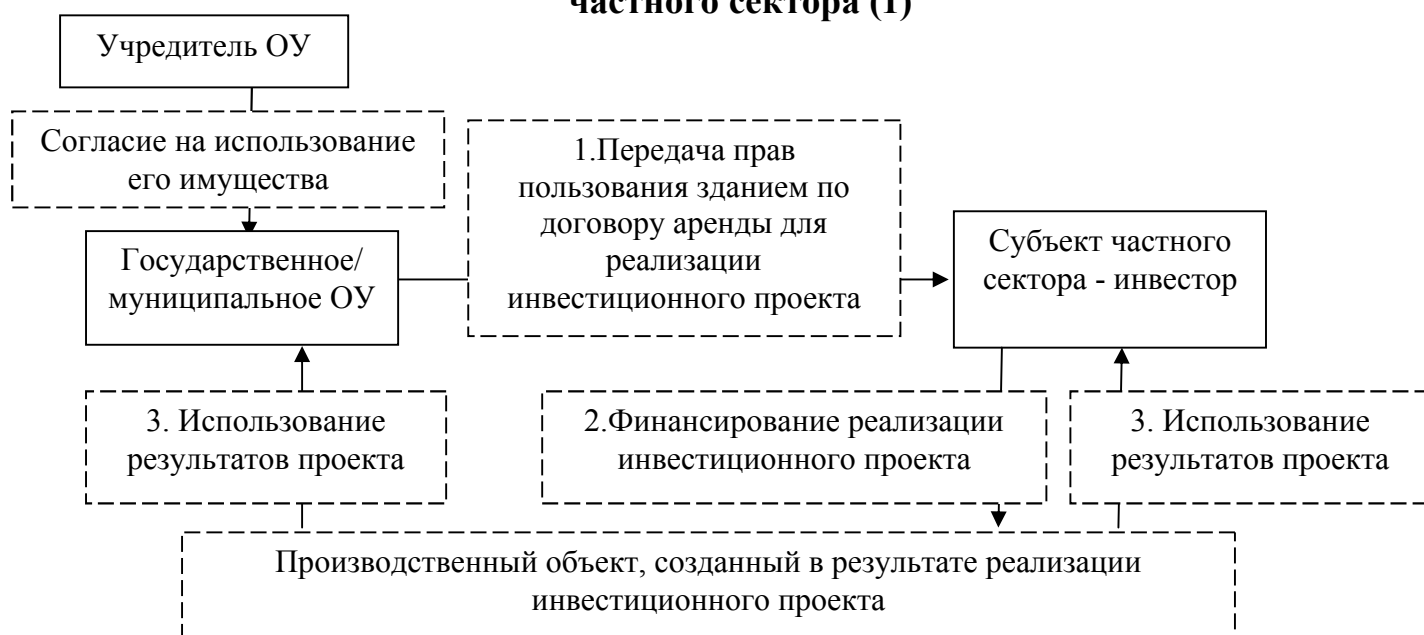 частного сектора (1)
Учредитель ОУ
Согласие на использование
его имущества
1.Передача прав
пользования зданием по
договору аренды для
реализации
инвестиционного проекта
Государственное/
муниципальное ОУ
Субъект частного
сектора - инвестор
3. Использование
результатов проекта
2.Финансирование реализации
инвестиционного проекта
3. Использование
результатов проекта
Производственный объект, созданный в результате реализации
инвестиционного проекта